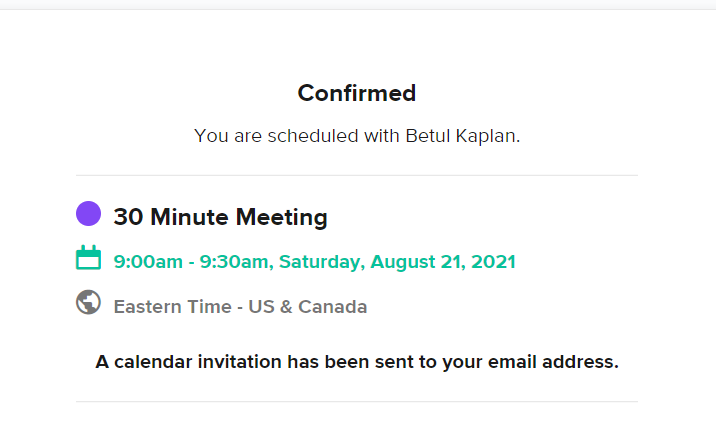 Confirmed
You are scheduled with Betul Kaplan.
30 Minute Meeting
9:00am - 9:30am, Saturday, August 21, 2021
Eastern Time - US & Canada
A calendar invitation has been sent to your email address.